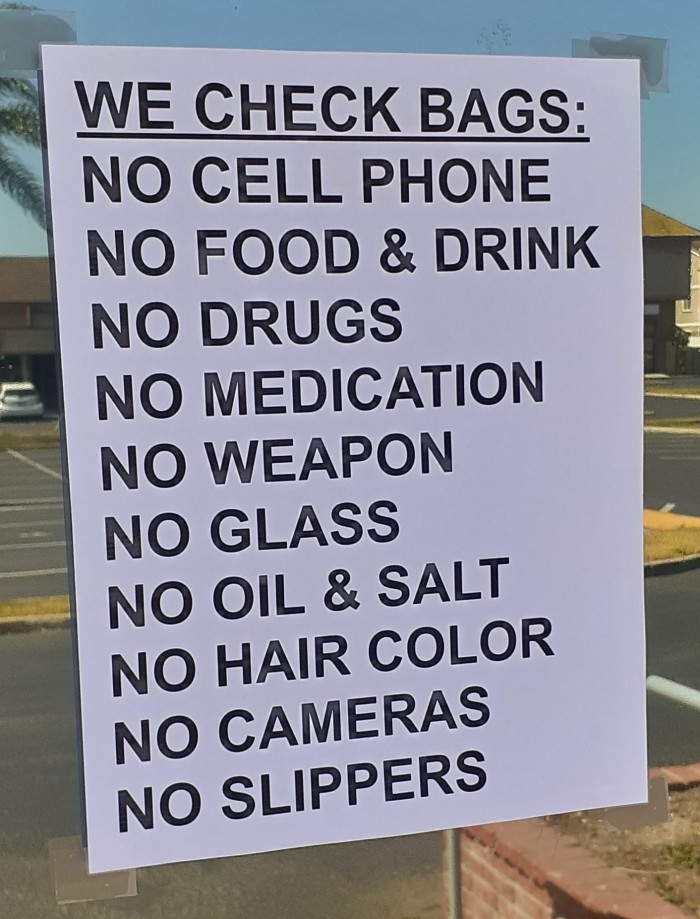 WE CHECK BAGS:
NO CELL PHONE
NO FOOD & DRINK
NO DRUGS
NO MEDICATION
NO WEAPON
NO GLASS
NO OIL & SALT
NO HAIR COLOR
NO CAMERAS
NO SLIPPERS